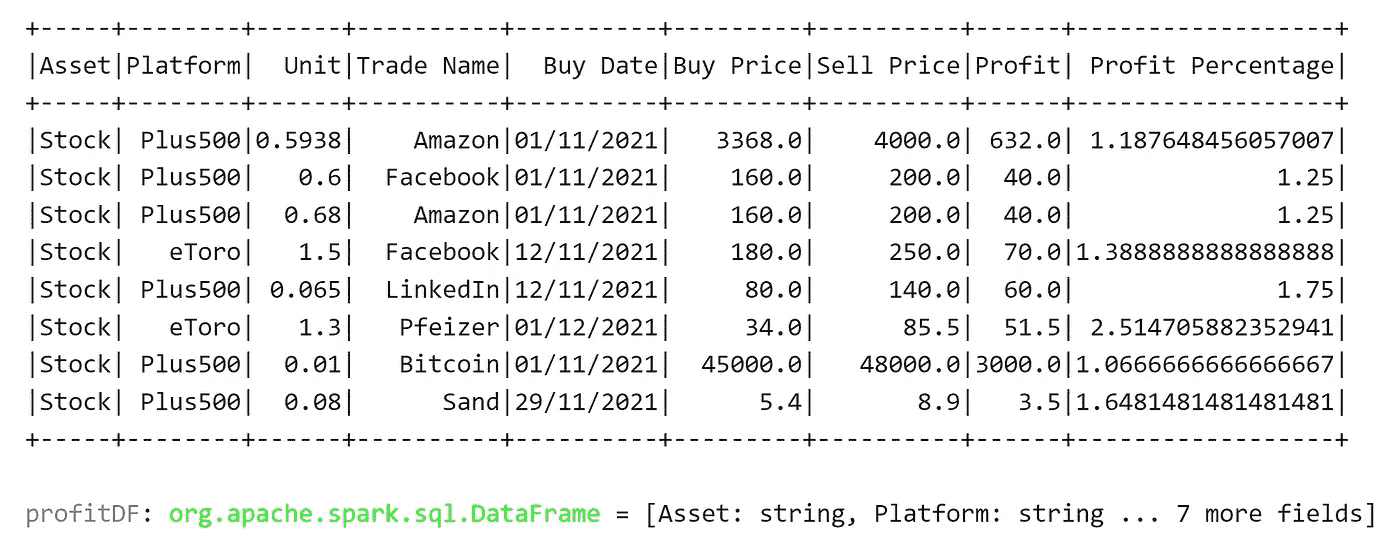 +-----+--------+------+----------+----------+---------+----------+------+------------------+
|Asset|Platform|  Unit|Trade Name|  Buy Date|Buy Price|Sell Price|Profit| Profit Percentage|
+-----+--------+------+----------+----------+---------+----------+------+------------------+
|Stock| Plus500|0.5938|    Amazon|01/11/2021|   3368.0|    4000.0| 632.0| 1.187648456057007|
|Stock| Plus500|   0.6|  Facebook|01/11/2021|    160.0|     200.0|  40.0|              1.25|
|Stock| Plus500|  0.68|    Amazon|01/11/2021|    160.0|     200.0|  40.0|              1.25|
|Stock|   eToro|   1.5|  Facebook|12/11/2021|    180.0|     250.0|  70.0|1.3888888888888888|
|Stock| Plus500| 0.065|  LinkedIn|12/11/2021|     80.0|     140.0|  60.0|              1.75|
|Stock|   eToro|   1.3|   Pfeizer|01/12/2021|     34.0|      85.5|  51.5| 2.514705882352941|
|Stock| Plus500|  0.01|   Bitcoin|01/11/2021|  45000.0|   48000.0|3000.0|1.0666666666666667|
|Stock| Plus500|  0.08|      Sand|29/11/2021|      5.4|       8.9|   3.5|1.6481481481481481|
+-----+--------+------+----------+----------+---------+----------+------+------------------+
profitDF: org.apache.spark.sql.DataFrame = [Asset: string, Platform: string ... 7 more fields]